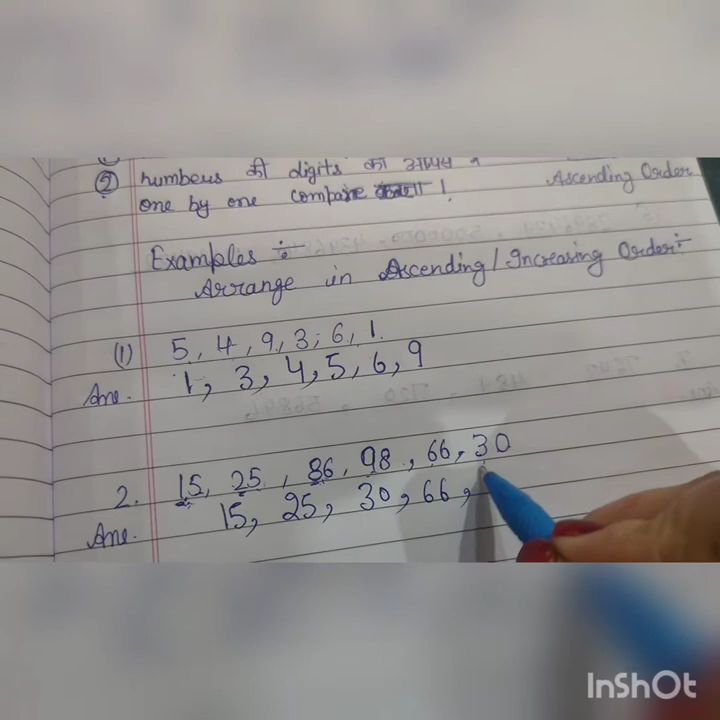 ② numbers की digits का आपस
one by one compare ! Ascending Order
Examples ÷
Arrange in Ascending / Increasing Order÷
(1) 5, 4, 9, 3, 6, 1
Ans. 1, 3, 4, 5, 6, 9
2. 15, 25, 86, 98, 66, 30
Ans. 15, 25, 30, 66,
InShOt